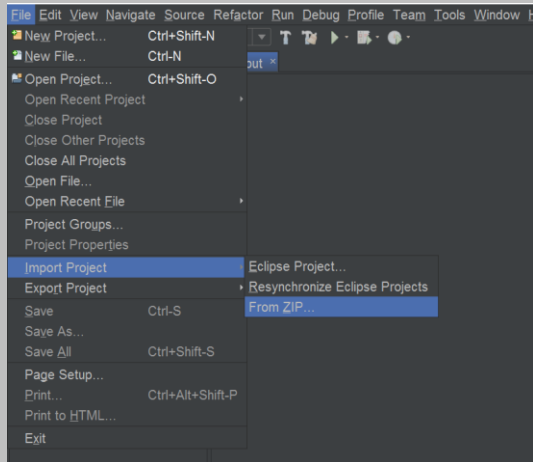 File Edit View Navigate Source Refactor Run Debug Profile Team Tools Window
New Project... Ctrl+Shift-N
New File... Ctrl-N
Open Project... Ctrl+Shift-O
Open Recent Project
Close Project
Close Other Projects
Close All Projects
Open File...
Open Recent File
Project Groups...
Project Properties
Import Project
Export Project
Save Ctrl-S
Save As...
Save All Ctrl+Shift-S
Page Setup...
Print... Ctrl+Alt+Shift-P
Print to HTML...
Exit
Eclipse Project...
Resynchronize Eclipse Projects
From ZIP...